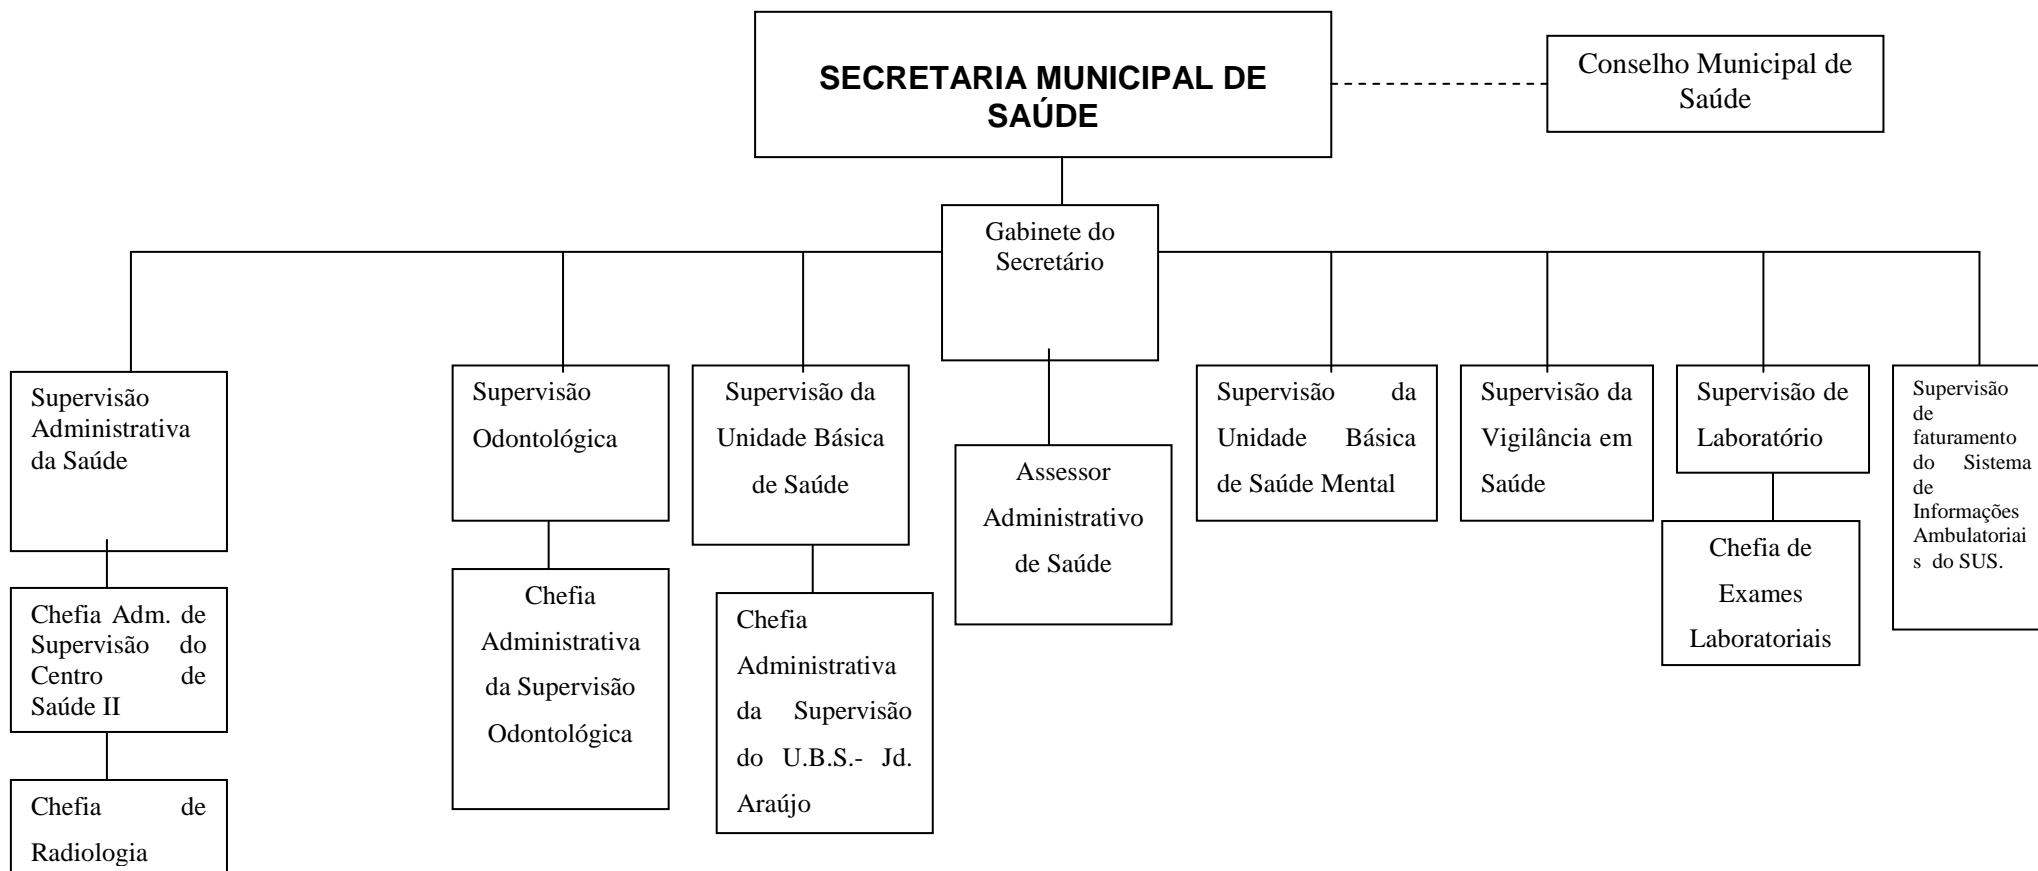 SECRETARIA MUNICIPAL DE
SAÚDE
Conselho Municipal de
Saúde
Gabinete do
Secretário
Supervisão
Administrativa
da Saúde
Supervisão
Odontológica
Supervisão da
Unidade Básica
de Saúde
Assessor
Administrativo
de Saúde
Supervisão da
Unidade Básica
de Saúde Mental
Supervisão da
Vigilância em
Saúde
Supervisão de
Laboratório
Supervisão
de
faturamento
do Sistema
de
Informações
Ambulatoriai
s do SUS.
Chefia Adm. de
Supervisão do
Centro de
Saúde II
Chefia
Administrativa
da Supervisão
Odontológica
Chefia
Administrativa
da Supervisão
do U.B.S.- Jd.
Araújo
Chefia de
Exames
Laboratoriais
Chefia de
Radiologia